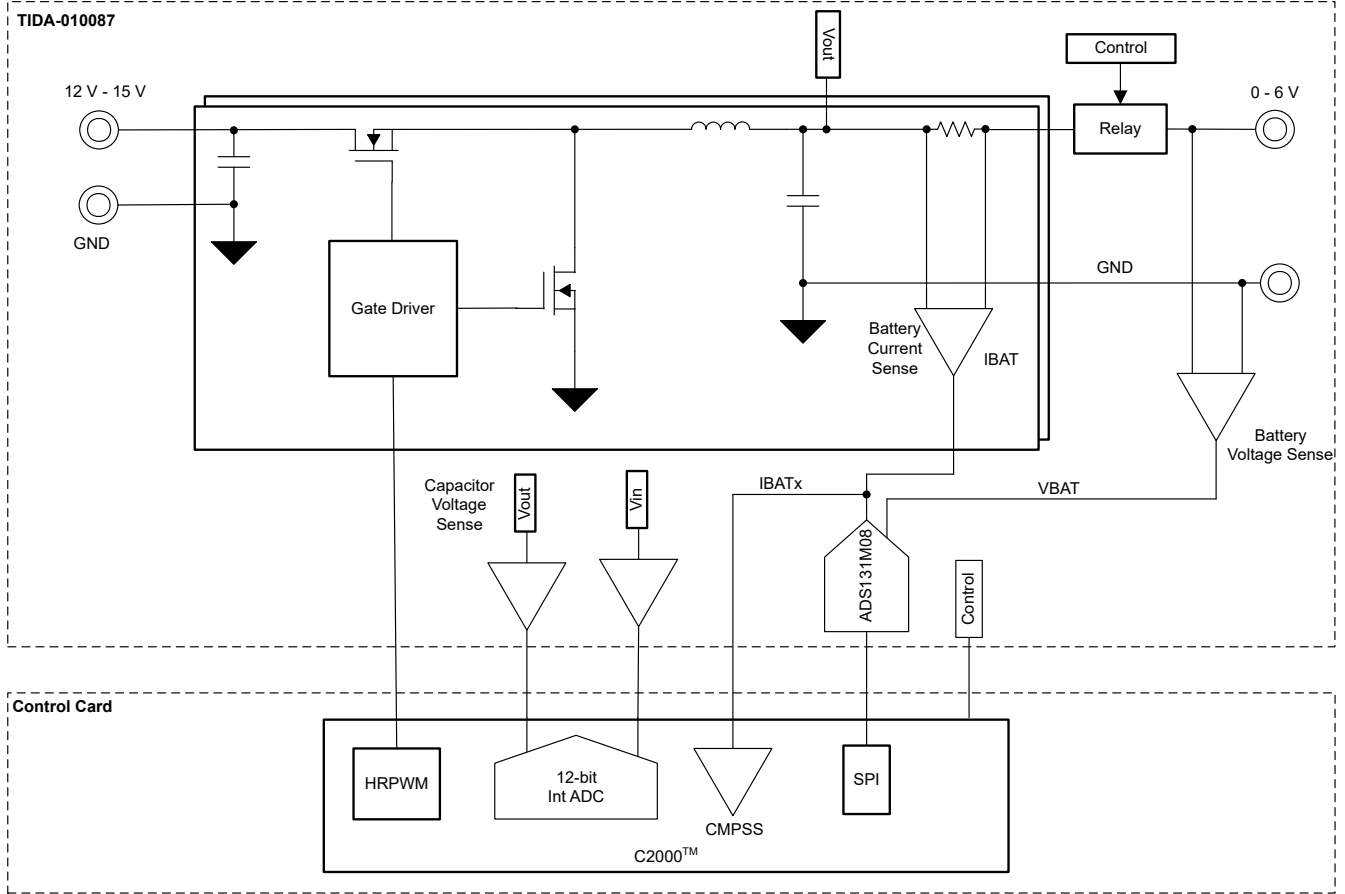 TIDA-010087
Vout
Control
12 V - 15 V
0 - 6 V
Relay
GND
GND
Gate Driver
Battery
Current
Sense
IBAT
Battery
Voltage Sense
Capacitor
Voltage
Sense
Vout
Vin
IBATx
VBAT
ADS131M08
Control
Control Card
HRPWM
12-bit
Int ADC
SPI
CMPSS
C2000™